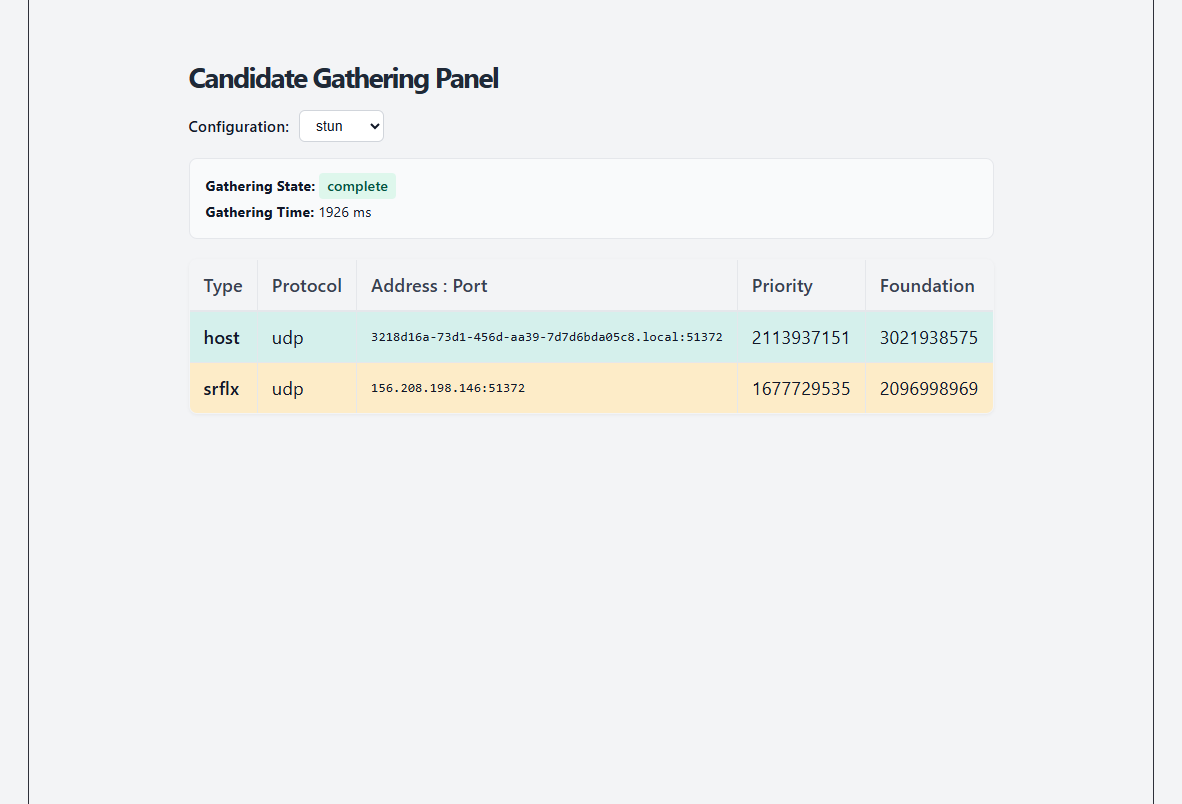 Candidate Gathering Panel
Configuration: stun
Gathering State: complete
Gathering Time: 1926 ms
Type Protocol Address : Port Priority Foundation
host udp 3218d16a-73d1-456d-aa39-7d7d6bda05c8.local:51372 2113937151 3021938575
srflx udp 156.208.198.146:51372 1677729535 2096998969